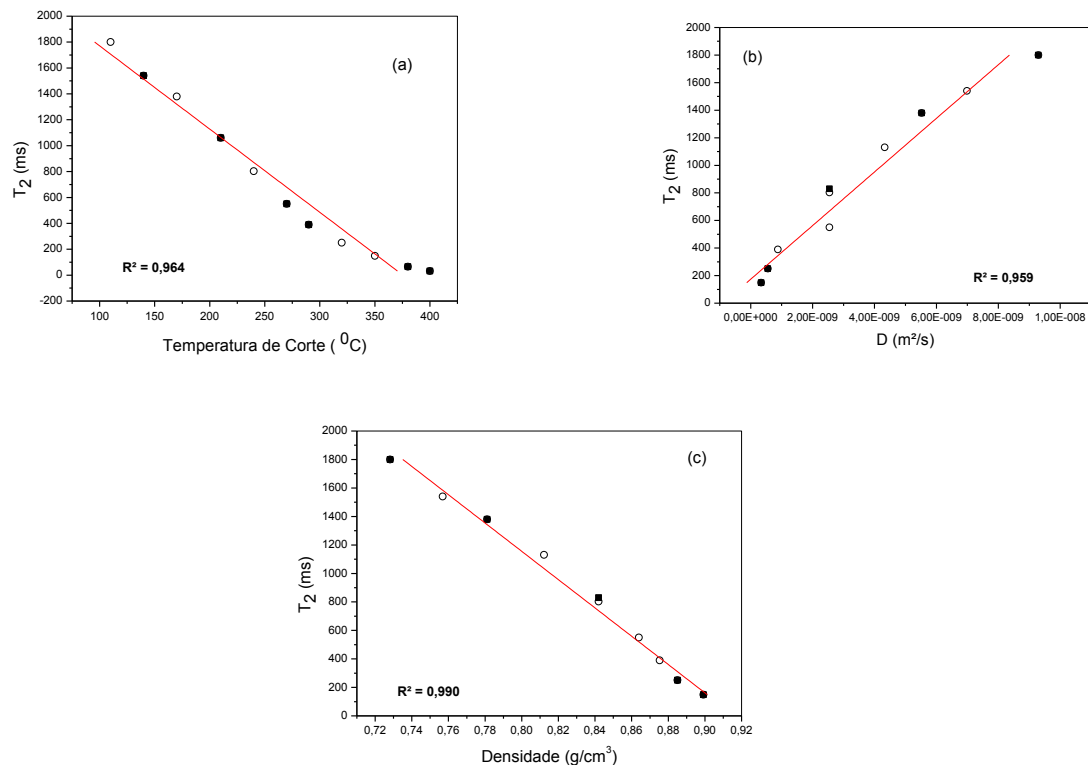 (a)
1800
1600
1400
1200
1000
800
600
400
200
0
-200
T2 (ms)
R² = 0,964
100 150 200 250 300 350 400
Temperatura de Corte ( 0C)
(b)
2000
1800
1600
1400
1200
1000
800
600
400
200
0
T2 (ms)
R² = 0,959
0,00E+000 2,00E-009 4,00E-009 6,00E-009 8,00E-009 1,00E-008
D (m²/s)
(c)
2000
1800
1600
1400
1200
1000
800
600
400
200
0
T2 (ms)
R² = 0,990
0,72 0,74 0,76 0,78 0,80 0,82 0,84 0,86 0,88 0,90 0,92
Densidade (g/cm3)